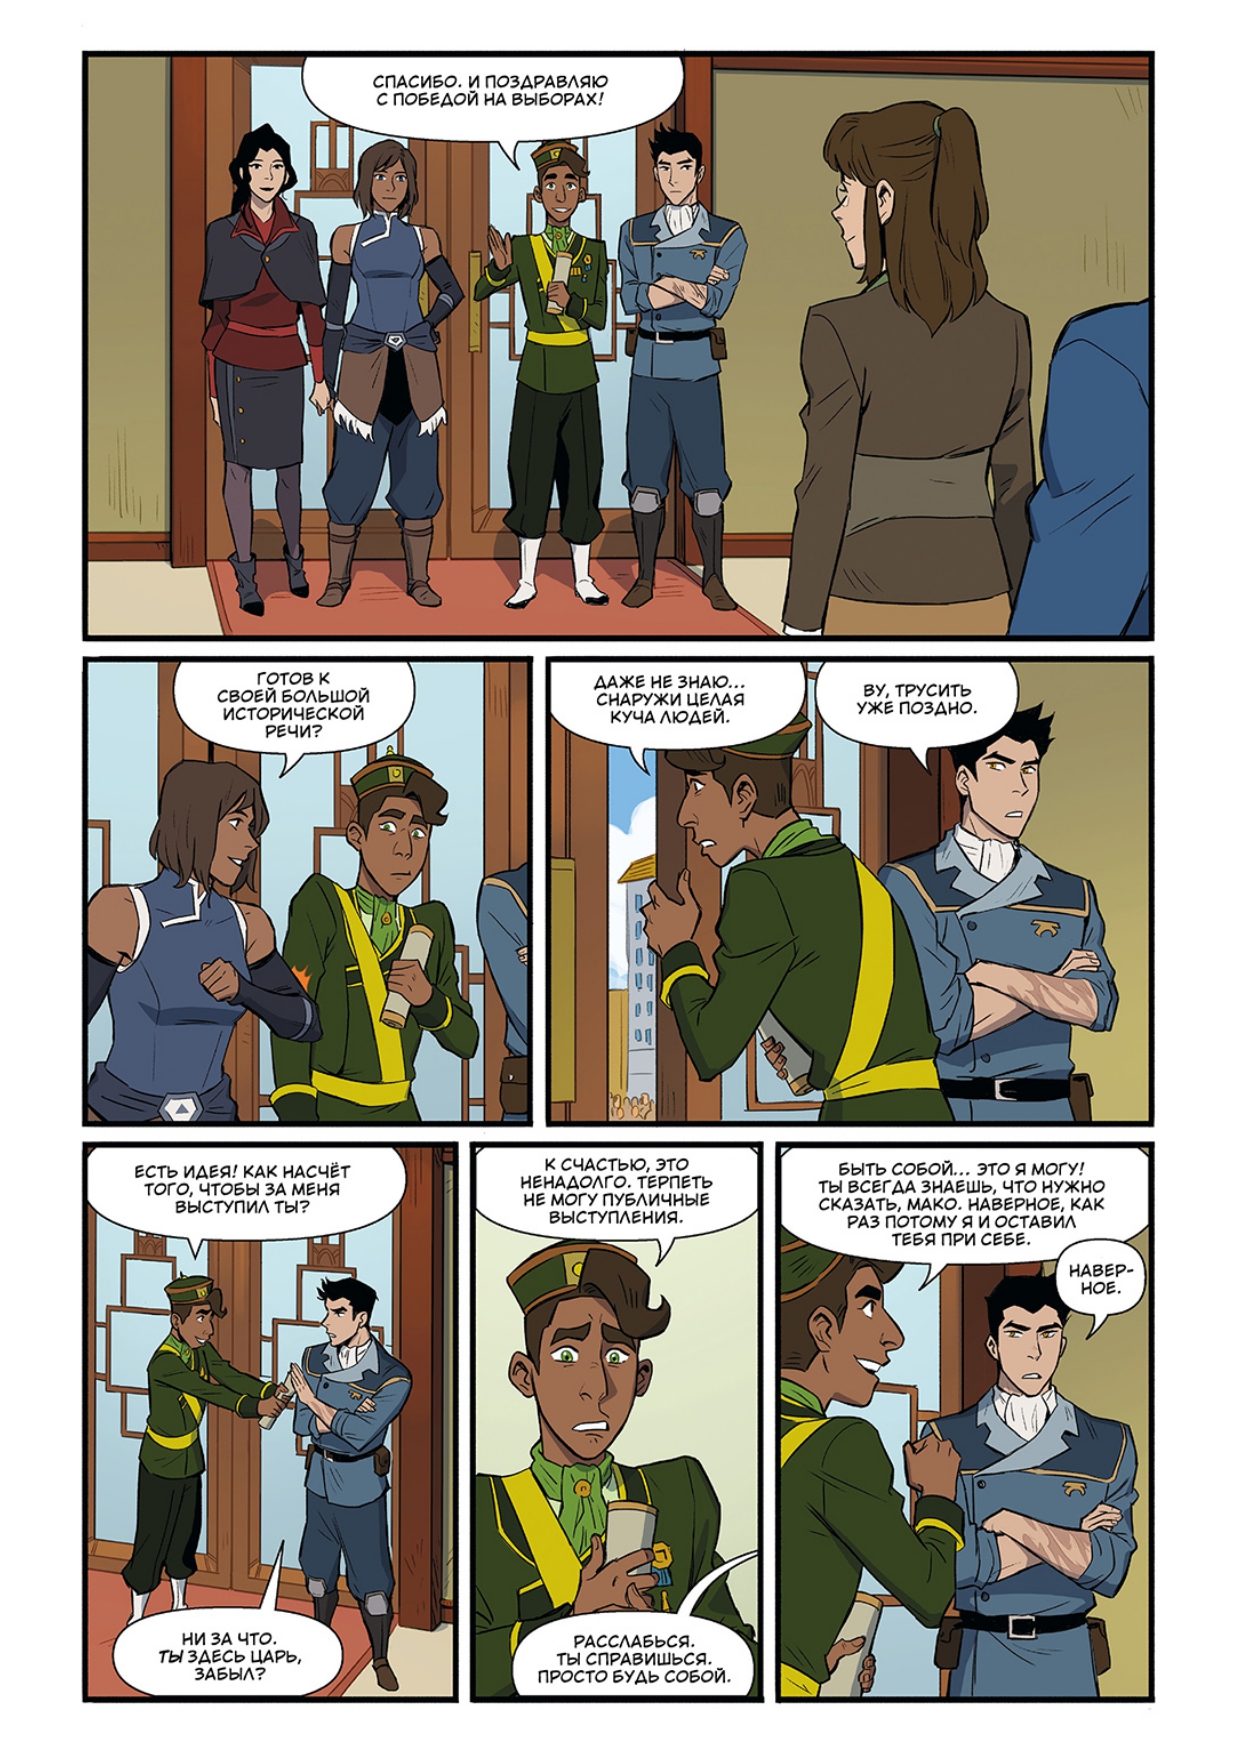 СПАСИБО. И ПОЗДРАВЛЯЮ
С ПОБЕДОЙ НА ВЫБОРАХ!
ГОТОВ К
СВОЕЙ БОЛЬШОЙ
ИСТОРИЧЕСКОЙ
РЕЧИ?
ДАЖЕ НЕ ЗНАЮ...
СНАРУЖИ ЦЕЛАЯ
КУЧА ЛЮДЕЙ.
ВУ, ТРУСИТЬ
УЖЕ ПОЗДНО.
ЕСТЬ ИДЕЯ! КАК НАСЧЁТ
ТОГО, ЧТОБЫ ЗА МЕНЯ
ВЫСТУПИЛ ТЫ?
НИ ЗА ЧТО.
ТЫ ЗДЕСЬ ЦАРЬ,
ЗАБЫЛ?
К СЧАСТЬЮ, ЭТО
НЕНАДОЛГО. ТЕРПЕТЬ
НЕ МОГУ ПУБЛИЧНЫЕ
ВЫСТУПЛЕНИЯ.
РАССЛАБЬСЯ.
ТЫ СПРАВИШЬСЯ.
ПРОСТО БУДЬ СОБОЙ.
БЫТЬ СОБОЙ... ЭТО Я МОГУ!
ТЫ ВСЕГДА ЗНАЕШЬ, ЧТО НУЖНО
СКАЗАТЬ, МАКО. НАВЕРНОЕ, КАК
РАЗ ПОТОМУ Я И ОСТАВИЛ
ТЕБЯ ПРИ СЕБЕ.
НАВЕР-
НОЕ.